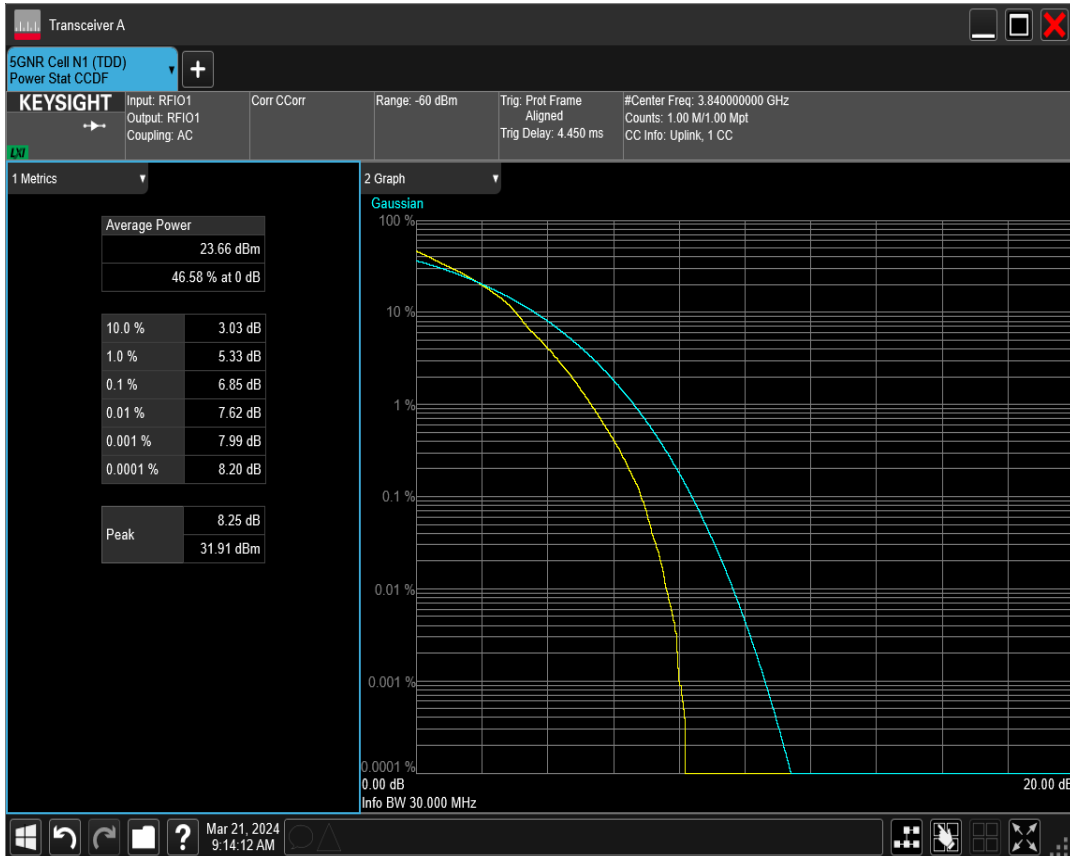 Transceiver A
5GNR Cell N1 (TDD)
Power Stat CCDF
+
KEYSIGHT
LXI
Input: RFIO1
Output: RFIO1
Coupling: AC
Corr CCorr
Range: -60 dBm
Trig: Prot Frame
Aligned
Trig Delay: 4.450 ms
#Center Freq: 3.840000000 GHz
Counts: 1.00 M/1.00 Mpt
CC Info: Uplink, 1 CC
1 Metrics
Average Power
23.66 dBm
46.58 % at 0 dB
10.0 % 3.03 dB
1.0 % 5.33 dB
0.1 % 6.85 dB
0.01 % 7.62 dB
0.001 % 7.99 dB
0.0001 % 8.20 dB
Peak
8.25 dB
31.91 dBm
2 Graph
Gaussian
100 %
10 %
1 %
0.1 %
0.01 %
0.001 %
0.0001 %
0.00 dB 20.00 dB
Info BW 30.000 MHz
?
Mar 21, 2024
9:14:12 AM